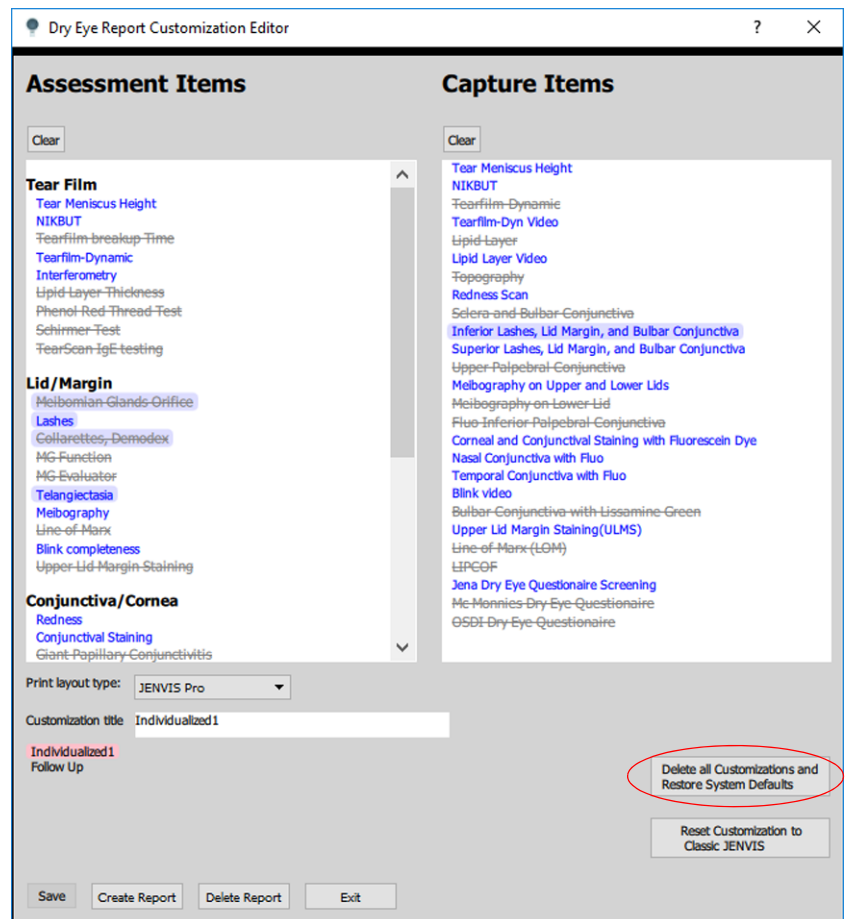 Dry Eye Report Customization Editor
?
Assessment Items
Clear
Tear Film
Tear Meniscus Height
NIKBUT
Tearfilm breakup Time
Tearfilm-Dynamic
Interferometry
Lipid Layer Thickness
Phenol Red Thread Test
Schirmer Test
TearScan IgE testing
Lid/Margin
Meibomian Glands Orifice
Lashes
Collarettes, Demodex
MG Function
MG Evaluator
Telangiectasia
Meibography
Line of Marx
Blink completeness
Upper Lid Margin Staining
Conjunctiva/Cornea
Redness
Conjunctival Staining
Giant Papillary Conjunctivitis
Capture Items
Clear
Tear Meniscus Height
NIKBUT
Tearfilm-Dynamic
Tearfilm-Dyn Video
Lipid Layer
Lipid Layer Video
Topography
Redness Scan
Sclera and Bulbar Conjunctiva
Inferior Lashes, Lid Margin, and Bulbar Conjunctiva
Superior Lashes, Lid Margin, and Bulbar Conjunctiva
Upper Palpebral Conjunctiva
Meibography on Upper and Lower Lids
Meibography on Lower Lid
Fluo Inferior Palpebral Conjunctiva
Corneal and Conjunctival Staining with Fluorescein Dye
Nasal Conjunctiva with Fluo
Temporal Conjunctiva with Fluo
Blink video
Bulbar Conjunctiva with Lissamine Green
Upper Lid Margin Staining(ULMS)
Line of Marx (LOM)
LIPCOF
Jena Dry Eye Questionaire Screening
Mc Monnies Dry Eye Questionaire
OSDI Dry Eye Questionaire
Print layout type: JENVIS Pro
Customization title Individualized1
Individualized1
Follow Up
Delete all Customizations and
Restore System Defaults
Reset Customization to
Classic JENVIS
Save Create Report Delete Report Exit